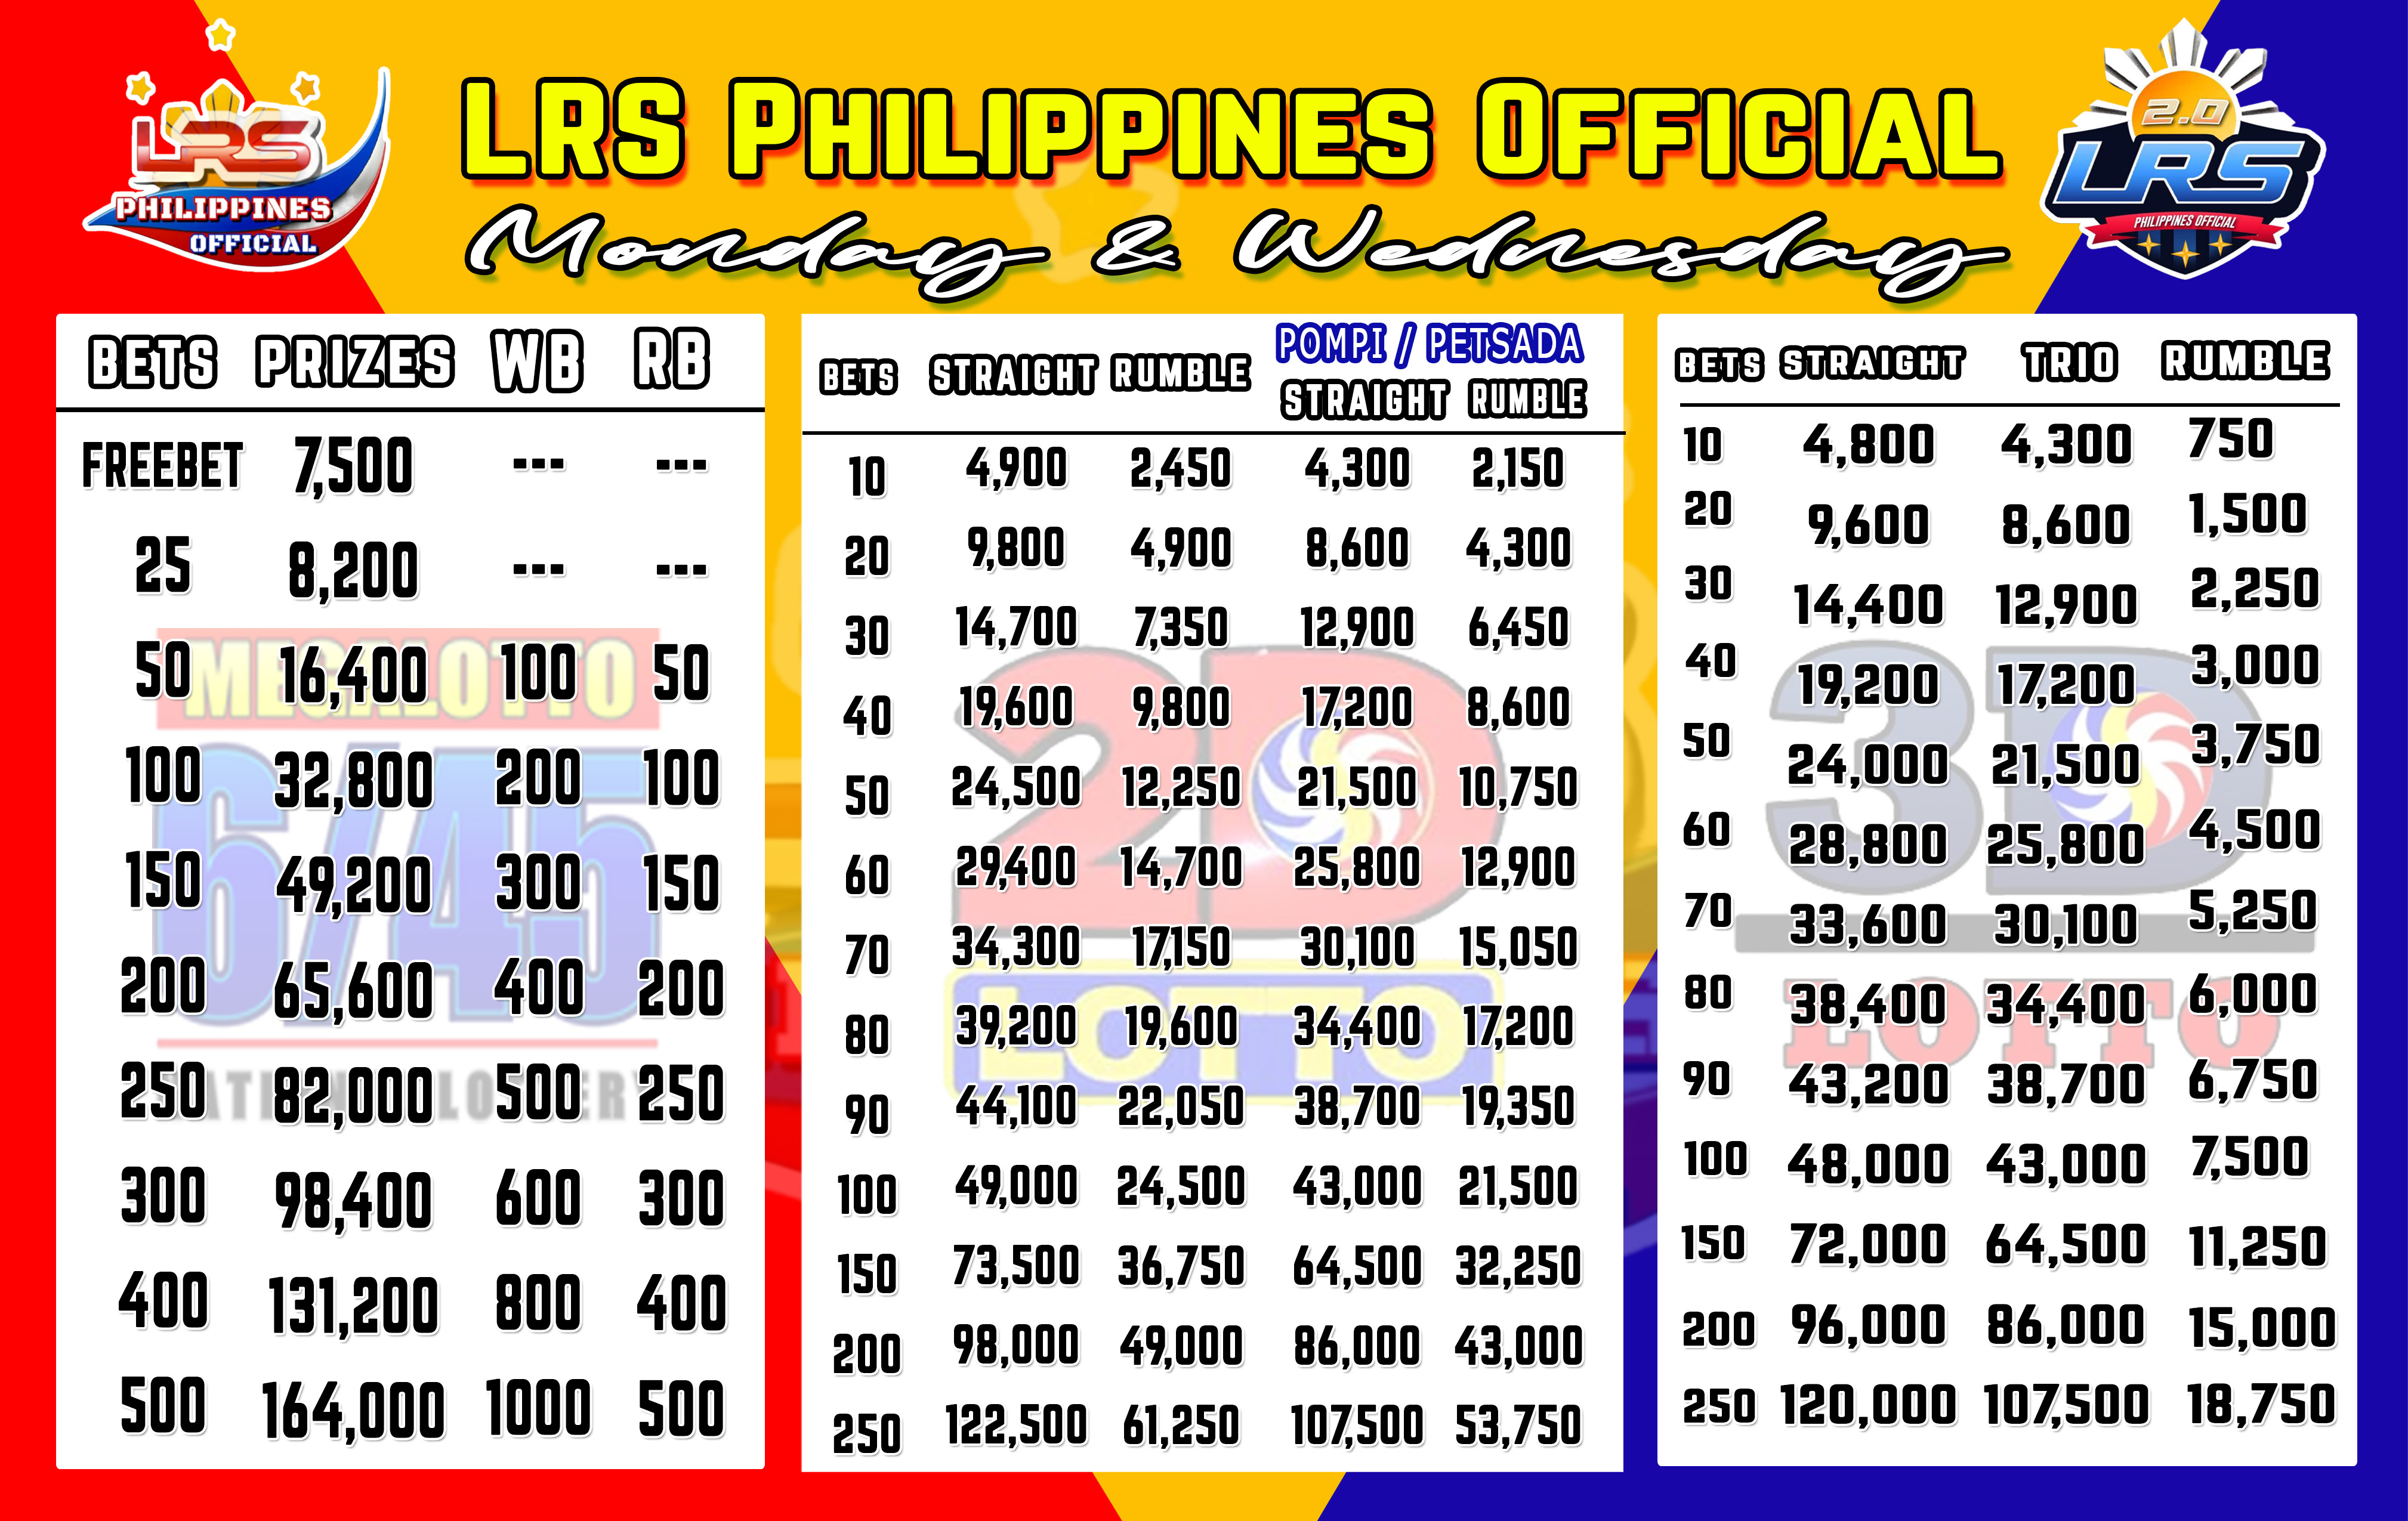 LRS
PHILIPPINES
OFFICIAL
LRS PHILIPPINES OFFICIAL
Monday & Wednesday
2.0
LRS
PHILIPPINES OFFICIAL
BETS PRIZES WB RB
FREEBET 7,500 --- ---
25 8,200 --- ---
50 16,400 100 50
100 32,800 200 100
150 49,200 300 150
200 65,600 400 200
250 82,000 500 250
300 98,400 600 300
400 131,200 800 400
500 164,000 1000 500
MEGALOTTO
6/45
POMPI / PETSADA
BETS STRAIGHT RUMBLE STRAIGHT RUMBLE
10 4,900 2,450 4,300 2,150
20 9,800 4,900 8,600 4,300
30 14,700 7,350 12,900 6,450
40 19,600 9,800 17,200 8,600
50 24,500 12,250 21,500 10,750
60 29,400 14,700 25,800 12,900
70 34,300 17,150 30,100 15,050
80 39,200 19,600 34,400 17,200
90 44,100 22,050 38,700 19,350
100 49,000 24,500 43,000 21,500
150 73,500 36,750 64,500 32,250
200 98,000 49,000 86,000 43,000
250 122,500 61,250 107,500 53,750
2D
LOTTO
BETS STRAIGHT TRIO RUMBLE
10 4,800 4,300 750
20 9,600 8,600 1,500
30 14,400 12,900 2,250
40 19,200 17,200 3,000
50 24,000 21,500 3,750
60 28,800 25,800 4,500
70 33,600 30,100 5,250
80 38,400 34,400 6,000
90 43,200 38,700 6,750
100 48,000 43,000 7,500
150 72,000 64,500 11,250
200 96,000 86,000 15,000
250 120,000 107,500 18,750
3D
LOTTO